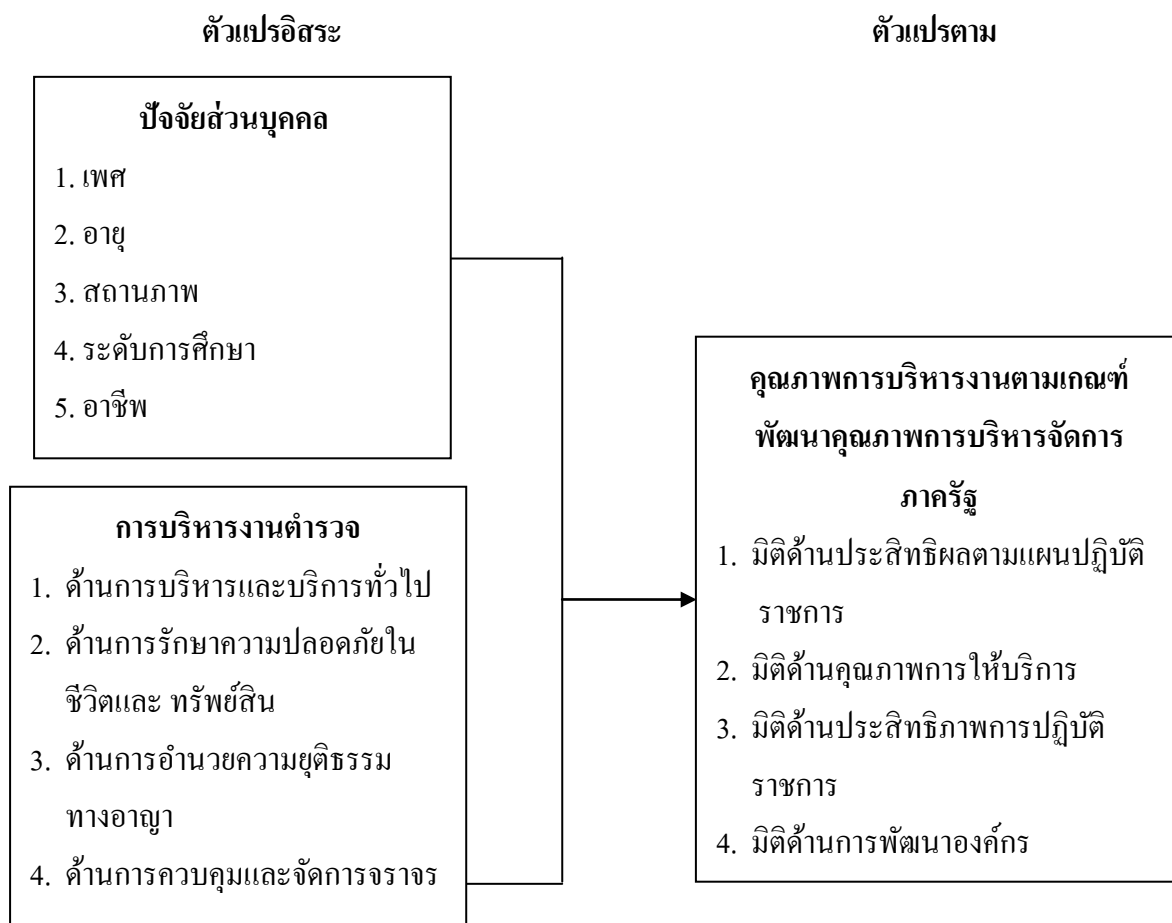 ตัวแปรอิสระ
ตัวแปรตาม
ปัจจัยส่วนบุคคล
1. เพศ
2. อายุ
3. สถานภาพ
4. ระดับการศึกษา
5. อาชีพ
การบริหารงานตำรวจ
1. ด้านการบริหารและบริการทั่วไป
2. ด้านการรักษาความปลอดภัยใน
ชีวิตและ ทรัพย์สิน
3. ด้านการอำนวยความยุติธรรม
ทางอาญา
4. ด้านการควบคุมและจัดการจราจร
คุณภาพการบริหารงานตามเกณฑ์
พัฒนาคุณภาพการบริหารจัดการ
ภาครัฐ
1. มิติด้านประสิทธิผลตามแผนปฏิบัติ
ราชการ
2. มิติด้านคุณภาพการให้บริการ
3. มิติด้านประสิทธิภาพการปฏิบัติ
ราชการ
4. มิติด้านการพัฒนาองค์กร